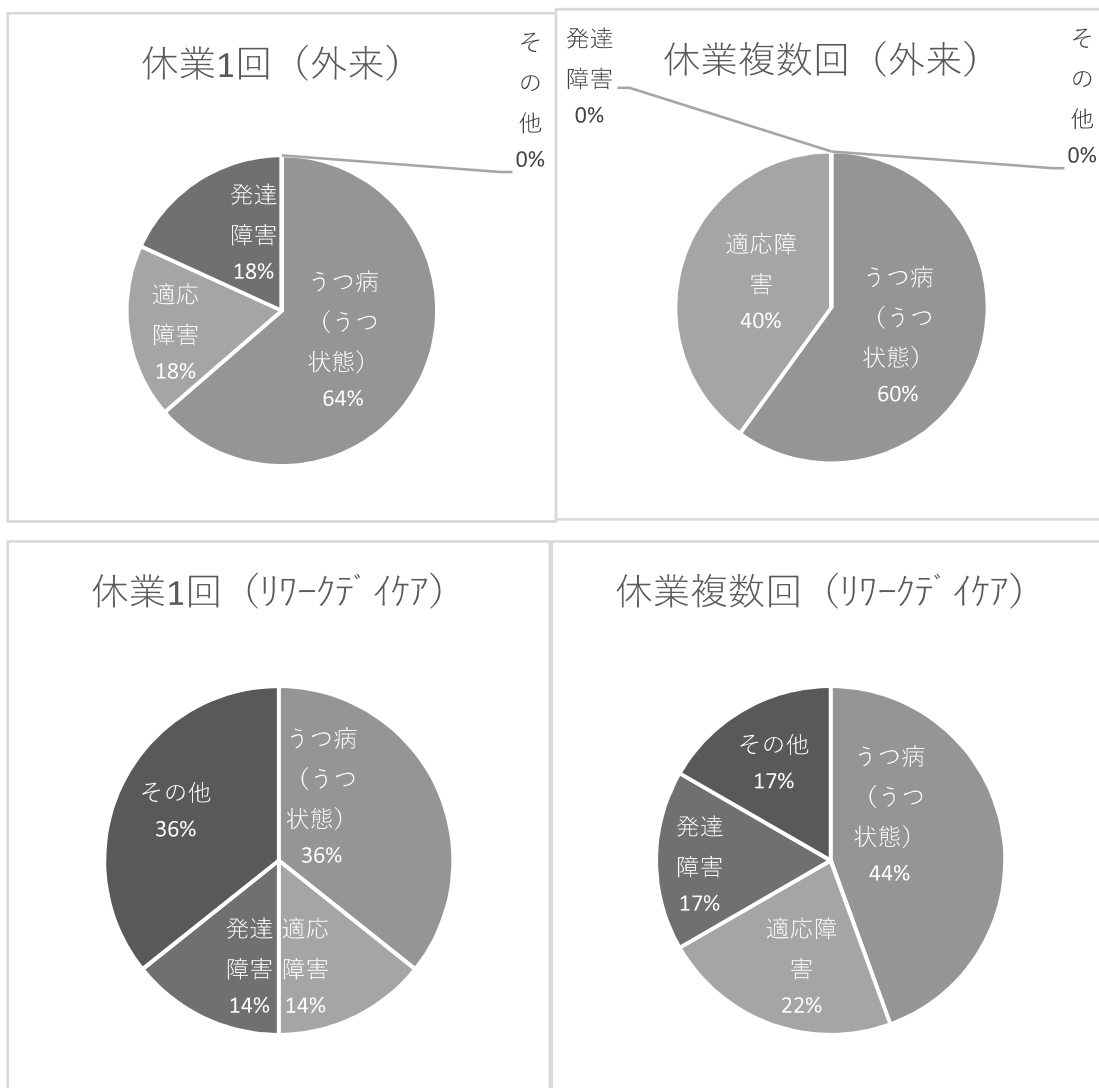 休業1回（外来）
そ
の
他
0%
発達
障害
18%
適応
障害
18%
うつ病
（うつ
状態）
64%
休業複数回（外来）
発達
障害
0%
そ
の
他
0%
適応障
害
40%
うつ病
（うつ
状態）
60%
休業1回（ﾘﾜｰｸﾃﾞｲｹｱ）
うつ病
（うつ
状態）
36%
その他
36%
発達
障害
14%
適応
障害
14%
休業複数回（ﾘﾜｰｸﾃﾞｲｹｱ）
その他
17%
うつ病
（うつ
状態）
44%
発達
障害
17%
適応障
害
22%